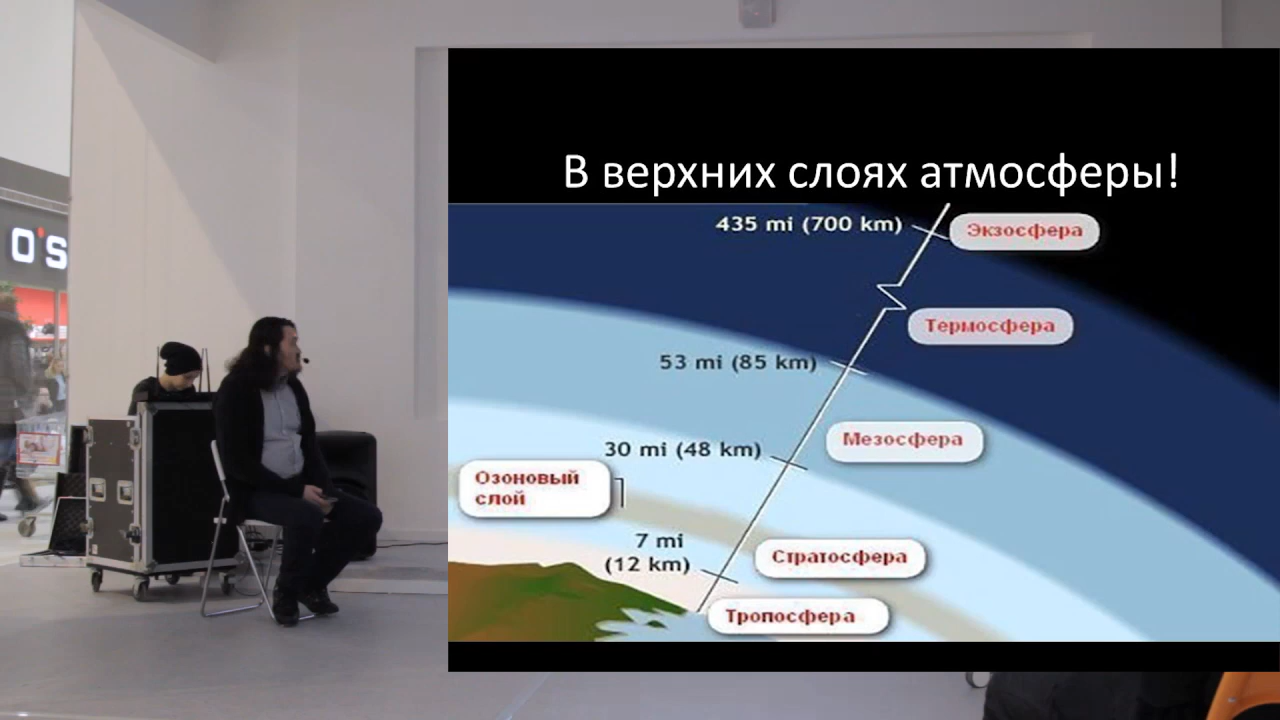 O'S
В верхних слоях атмосферы!
435 mi (700 km)
Экзосфера
Термосфера
53 mi (85 km)
Мезосфера
30 mi (48 km)
Озоновый
слой
7 mi
(12 km)
Стратосфера
Тропосфера